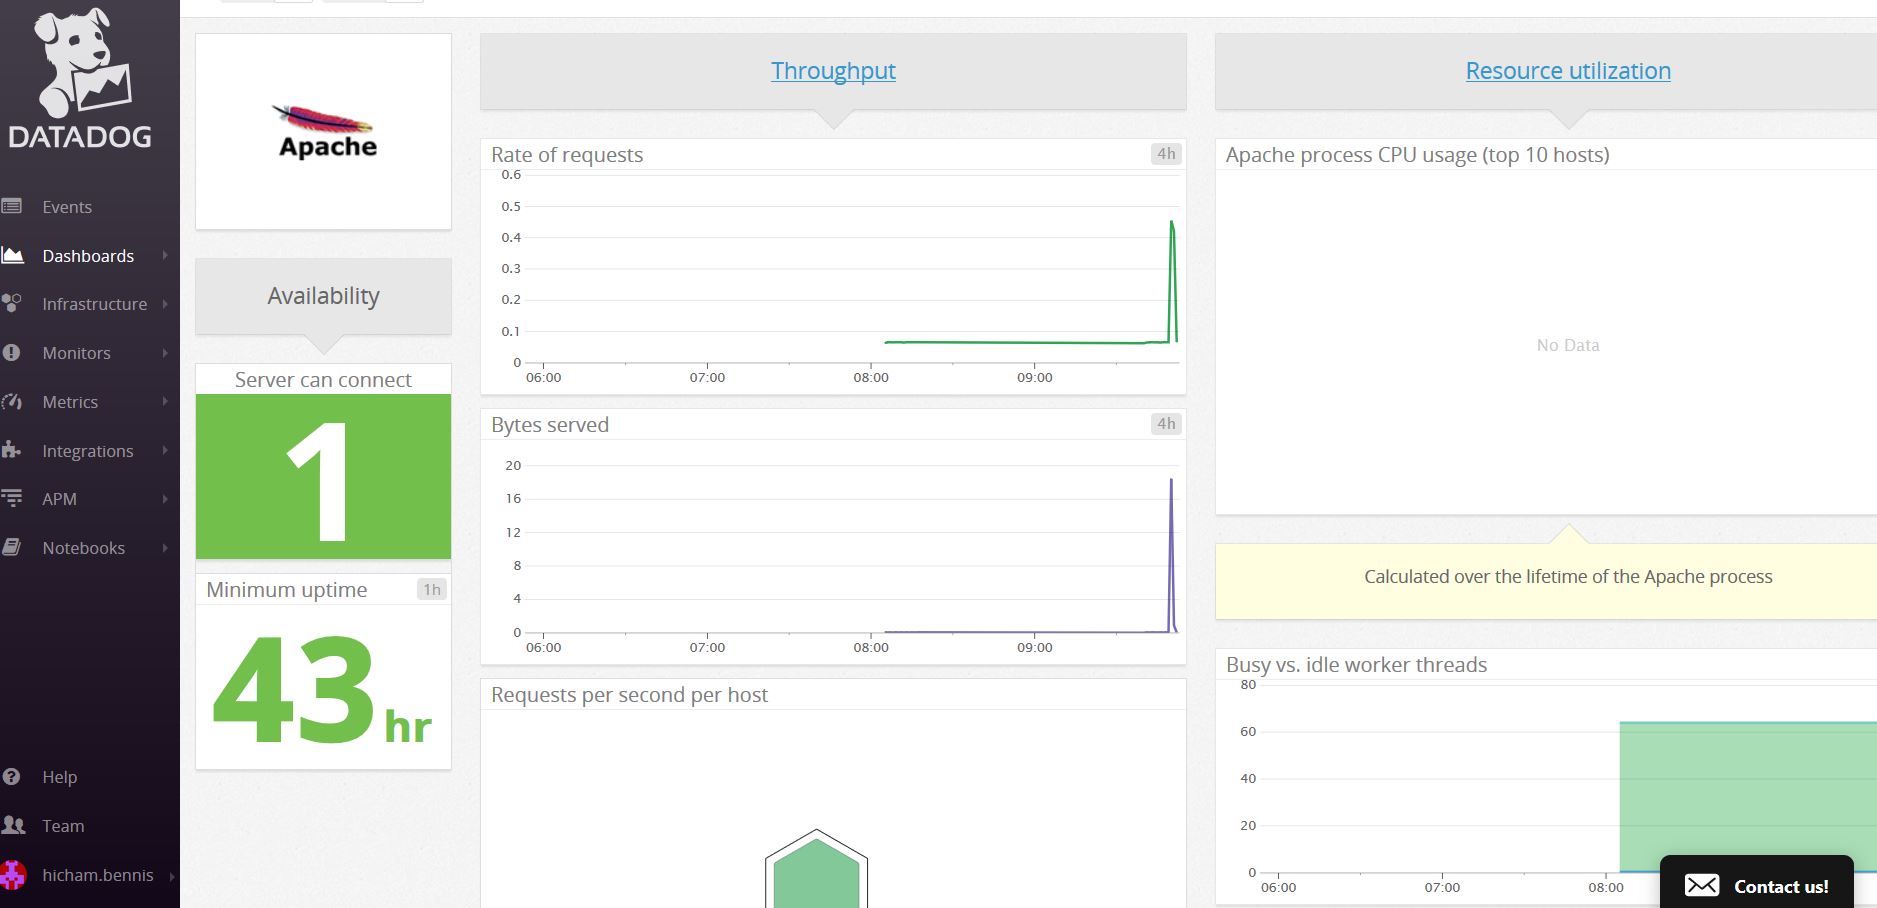 DATADOG
Events
Dashboards
Infrastructure
Monitors
Metrics
Integrations
APM
Notebooks
Help
Team
hicham.bennis
Apache
Availability
Server can connect
1
Minimum uptime
1h
43 hr
Throughput
Rate of requests
4h
0.6
0.5
0.4
0.3
0.2
0.1
0
06:00 07:00 08:00 09:00
Bytes served
4h
20
16
12
8
4
0
06:00 07:00 08:00 09:00
Requests per second per host
Resource utilization
Apache process CPU usage (top 10 hosts)
No Data
Calculated over the lifetime of the Apache process
Busy vs. idle worker threads
80
60
40
20
0
06:00 07:00 08:00
Contact us!